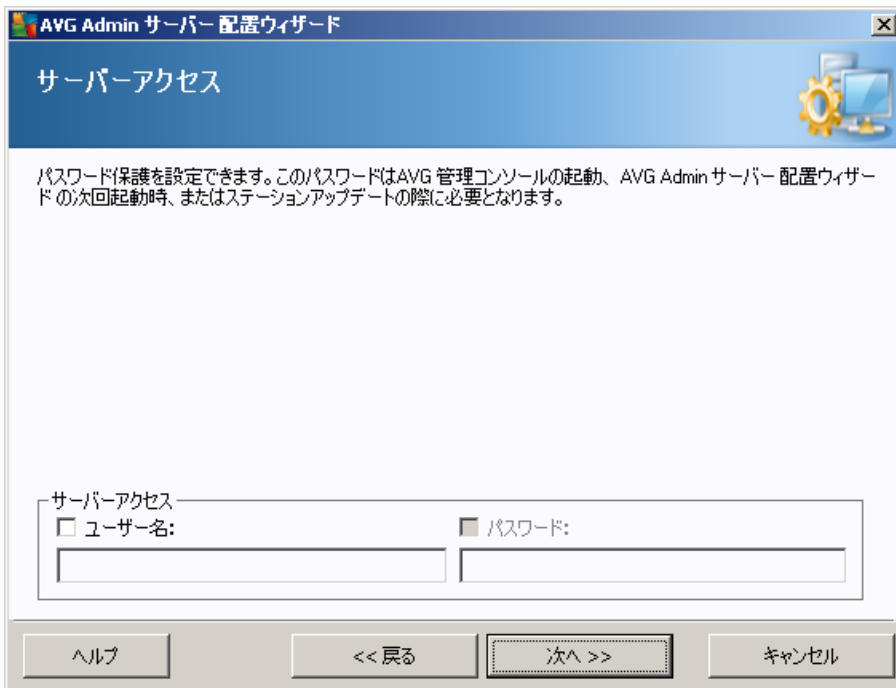 AVG Admin サーバー 配置ウィザード
サーバーアクセス
パスワード保護を設定できます。このパスワードはAVG 管理コンソールの起動、AVG Admin サーバー 配置ウィザー
ド の次回起動時、またはステーションアップデートの際に必要となります。
サーバーアクセス
ユーザー名:
パスワード:
ヘルプ
<< 戻る
次へ >>
キャンセル